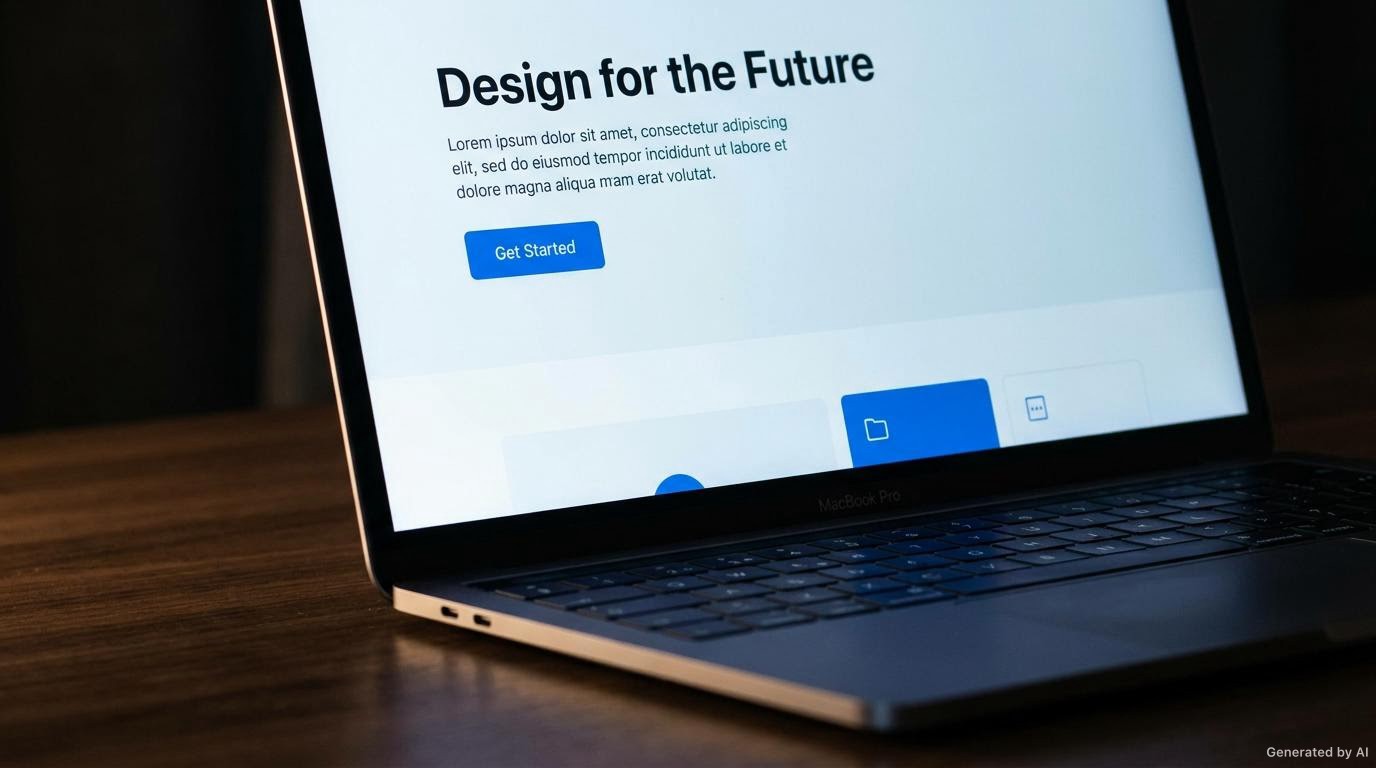 Design for the Future
Lorem ipsum dolor sit amet, consectetur adipiscing
elit, sed do eiusmod tempor incididunt ut labore et
dolore magna aliqua mam erat volutat.
Get Started
MacBook Pro
Generated by AI